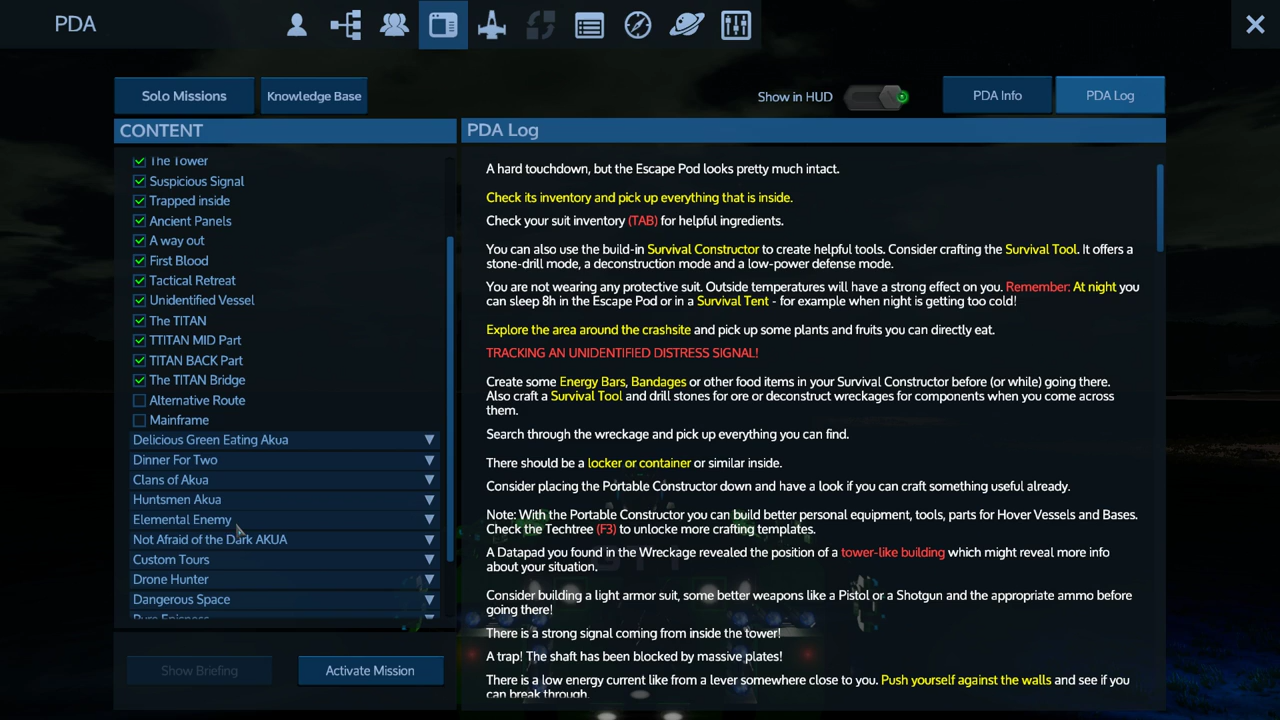 PDA
Solo Missions
Knowledge Base
Show in HUD
PDA Info
PDA Log
CONTENT
The Tower
Suspicious Signal
Trapped inside
Ancient Panels
A way out
First Blood
Tactical Retreat
Unidentified Vessel
The TITAN
TTITAN MID Part
TITAN BACK Part
The TITAN Bridge
Alternative Route
Mainframe
Delicious Green Eating Akua
Dinner For Two
Clans of Akua
Huntsmen Akua
Elemental Enemy
Not Afraid of the Dark AKUA
Custom Tours
Drone Hunter
Dangerous Space
Pure Epicness
Show Briefing
Activate Mission
PDA Log
A hard touchdown, but the Escape Pod looks pretty much intact.
Check its inventory and pick up everything that is inside.
Check your suit inventory (TAB) for helpful ingredients.
You can also use the build-in Survival Constructor to create helpful tools. Consider crafting the Survival Tool. It offers a
stone-drill mode, a deconstruction mode and a low-power defense mode.
You are not wearing any protective suit. Outside temperatures will have a strong effect on you. Remember: At night you
can sleep 8h in the Escape Pod or in a Survival Tent - for example when night is getting too cold!
Explore the area around the crashsite and pick up some plants and fruits you can directly eat.
TRACKING AN UNIDENTIFIED DISTRESS SIGNAL!
Create some Energy Bars, Bandages or other food items in your Survival Constructor before (or while) going there.
Also craft a Survival Tool and drill stones for ore or deconstruct wreckages for components when you come across
them.
Search through the wreckage and pick up everything you can find.
There should be a locker or container or similar inside.
Consider placing the Portable Constructor down and have a look if you can craft something useful already.
Note: With the Portable Constructor you can build better personal equipment, tools, parts for Hover Vessels and Bases.
Check the Techtree (F3) to unlocke more crafting templates.
A Datapad you found in the Wreckage revealed the position of a tower-like building which might reveal more info
about your situation.
Consider building a light armor suit, some better weapons like a Pistol or a Shotgun and the appropriate ammo before
going there!
There is a strong signal coming from inside the tower!
A trap! The shaft has been blocked by massive plates!
There is a low energy current like from a lever somewhere close to you. Push yourself against the walls and see if you
can break through.